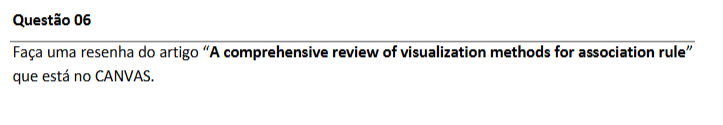 Questão 06
Faça uma resenha do artigo “A comprehensive review of visualization methods for association rule”
que está no CANVAS.